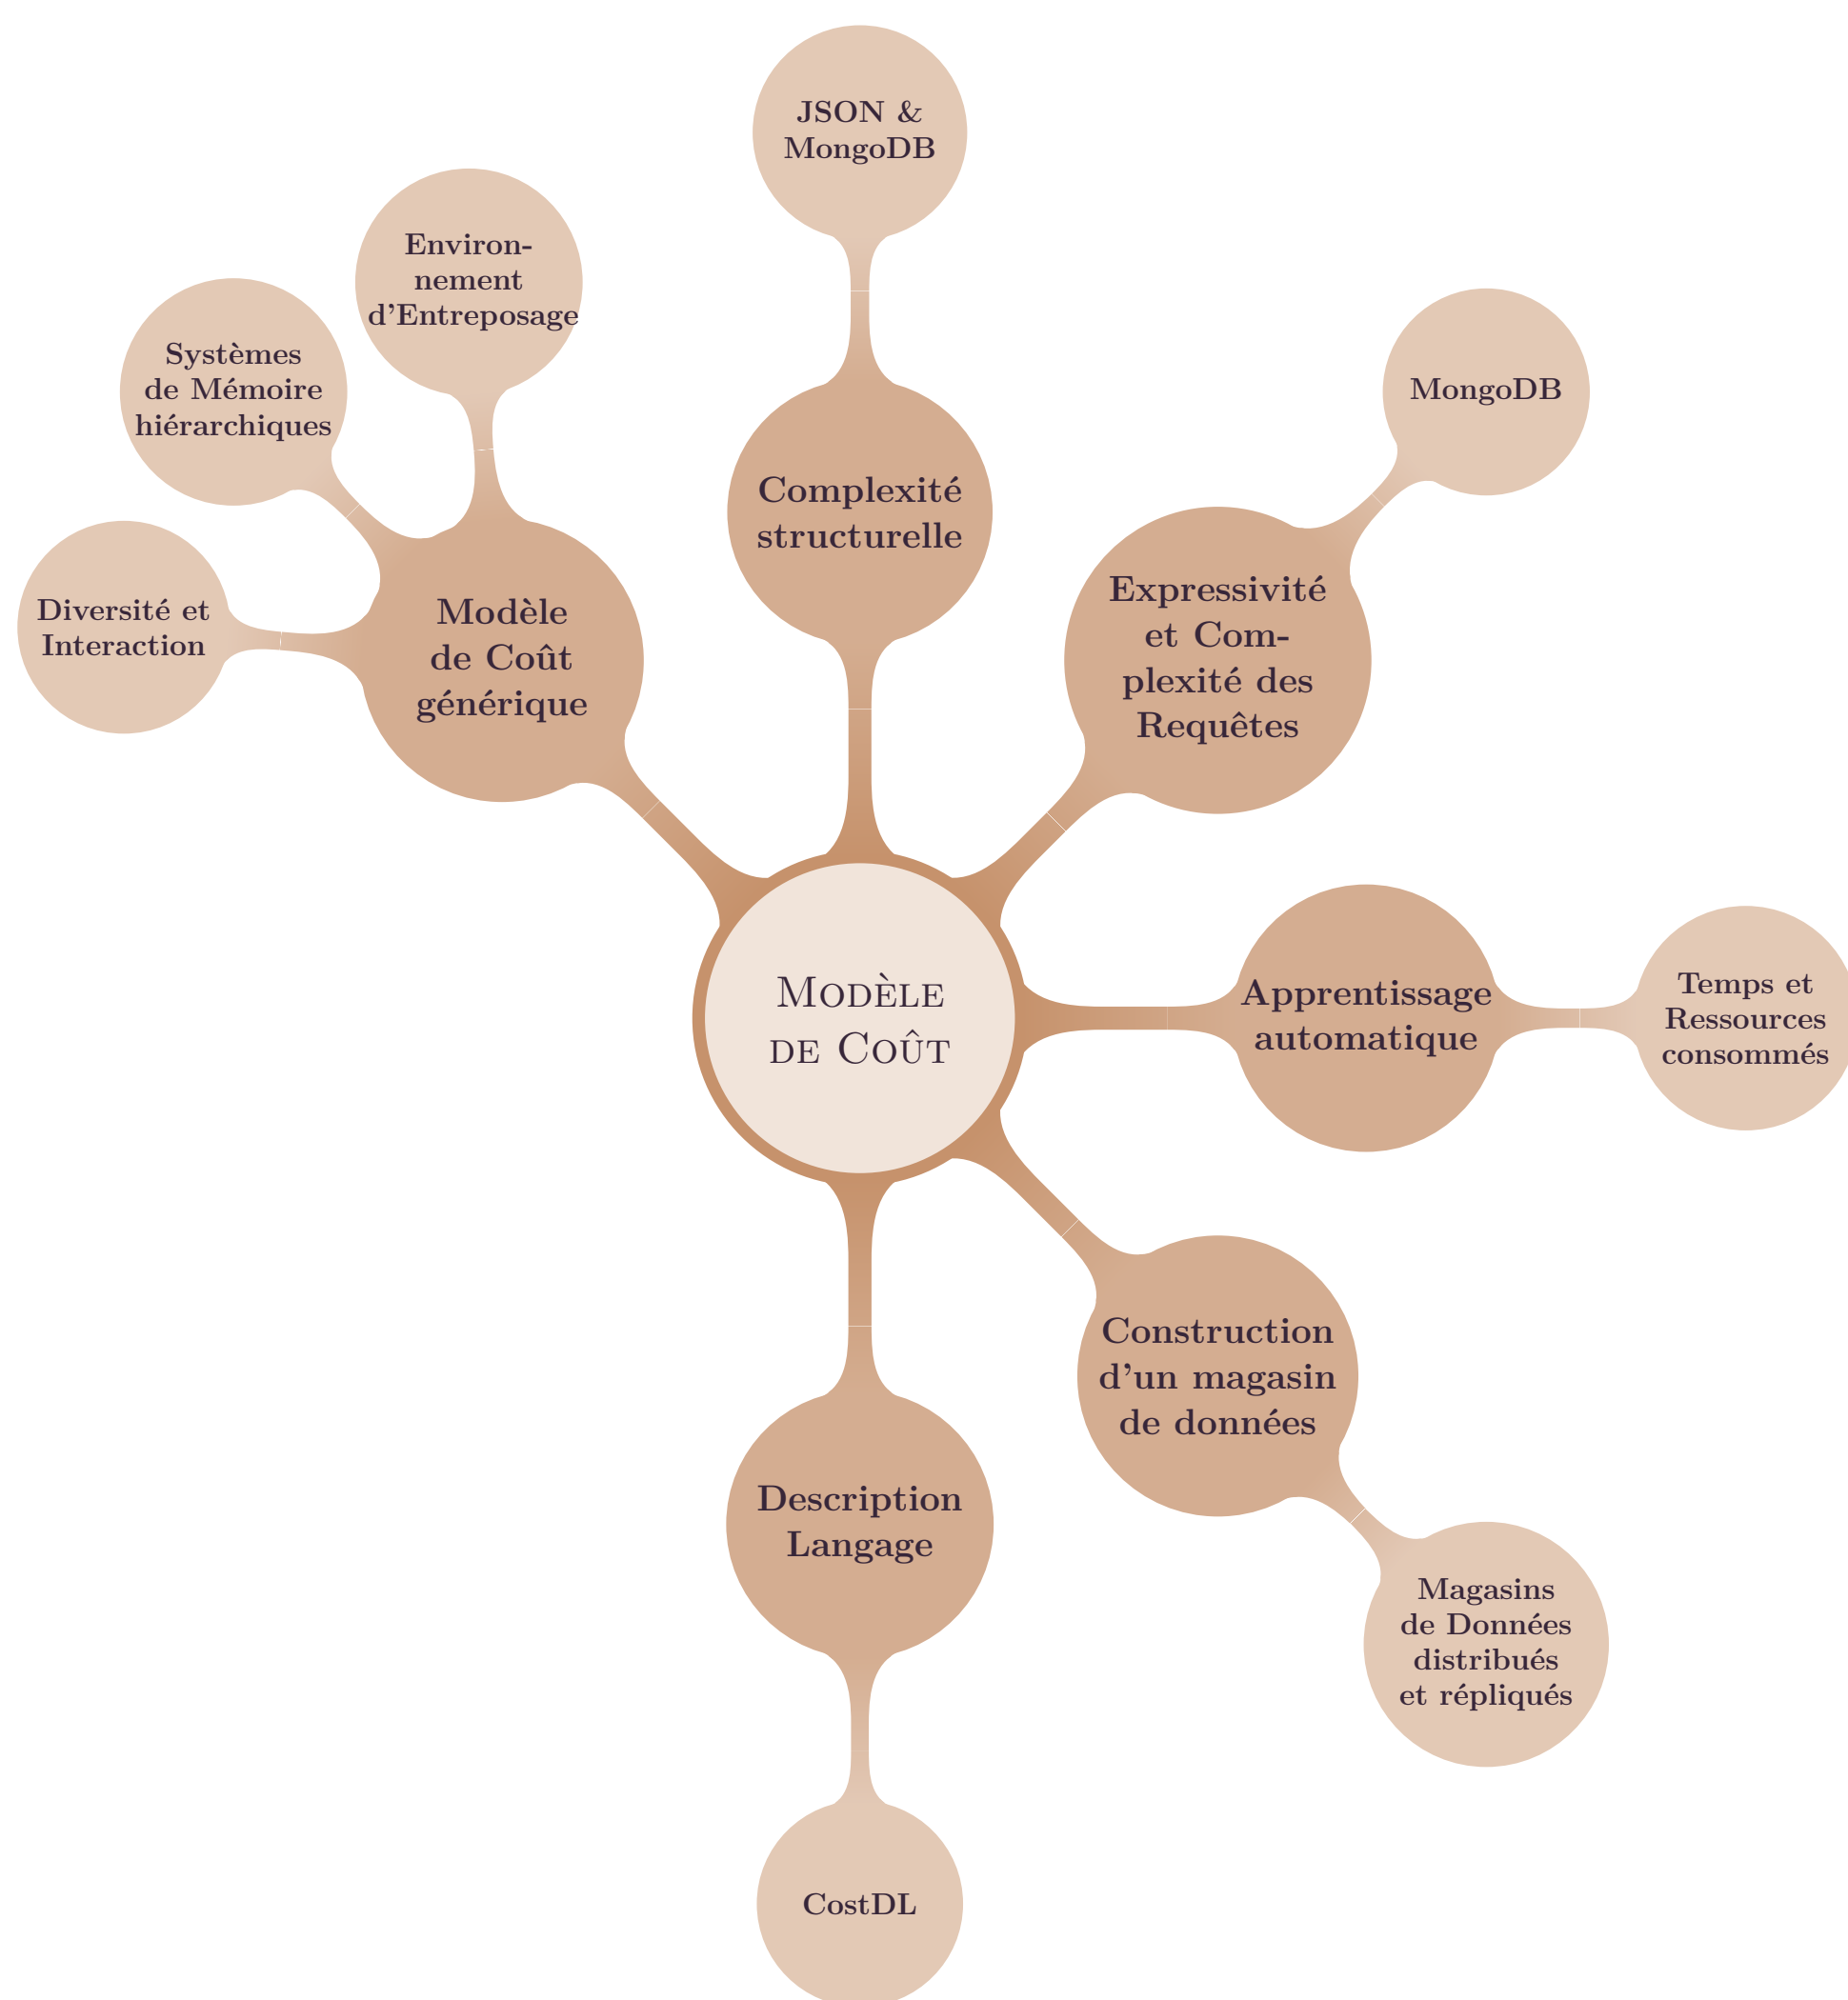 JSON &
MongoDB
Environ-
nement
d'Entreposage
Systèmes
de Mémoire
hiérarchiques
MongoDB
Complexité
structurelle
Expressivité
et Com-
plexité des
Requêtes
Diversité et
Interaction
Modèle
de Coût
générique
Modèle
de Coût
Apprentissage
automatique
Temps et
Ressources
consommés
Construction
d'un magasin
de données
Description
Langage
Magasins
de Données
distribués
et répliqués
CostDL